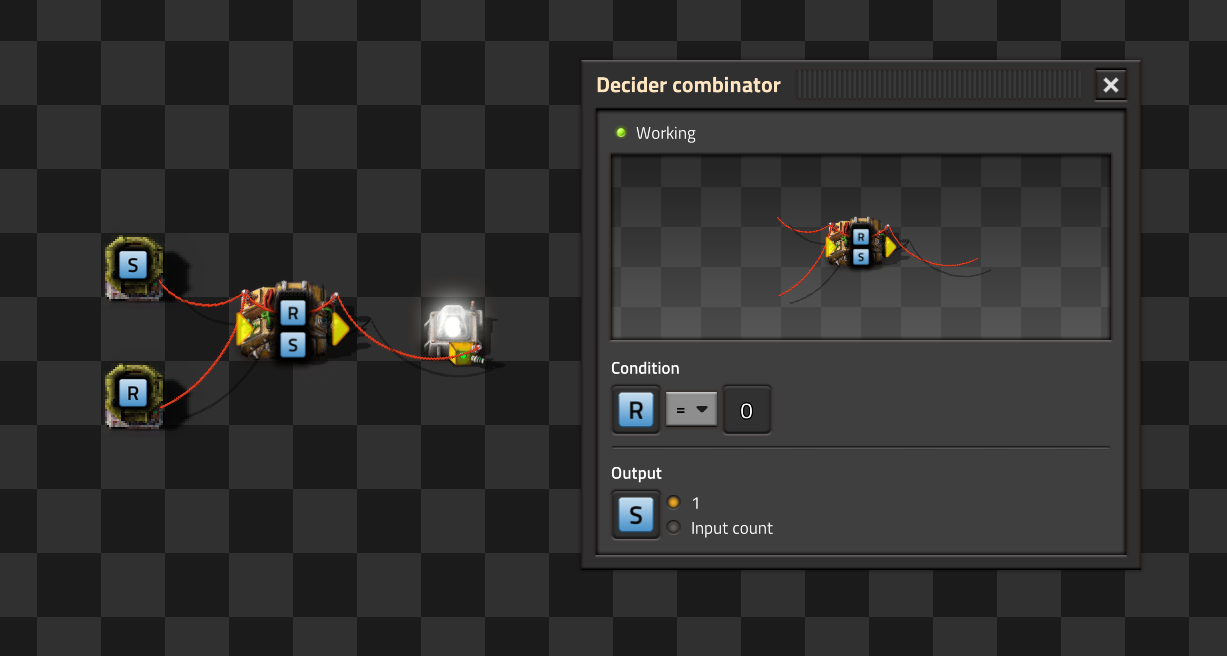 Decider combinator
Working
S
R
S
R
R
S
Condition
R = 0
Output
S 1
Input count